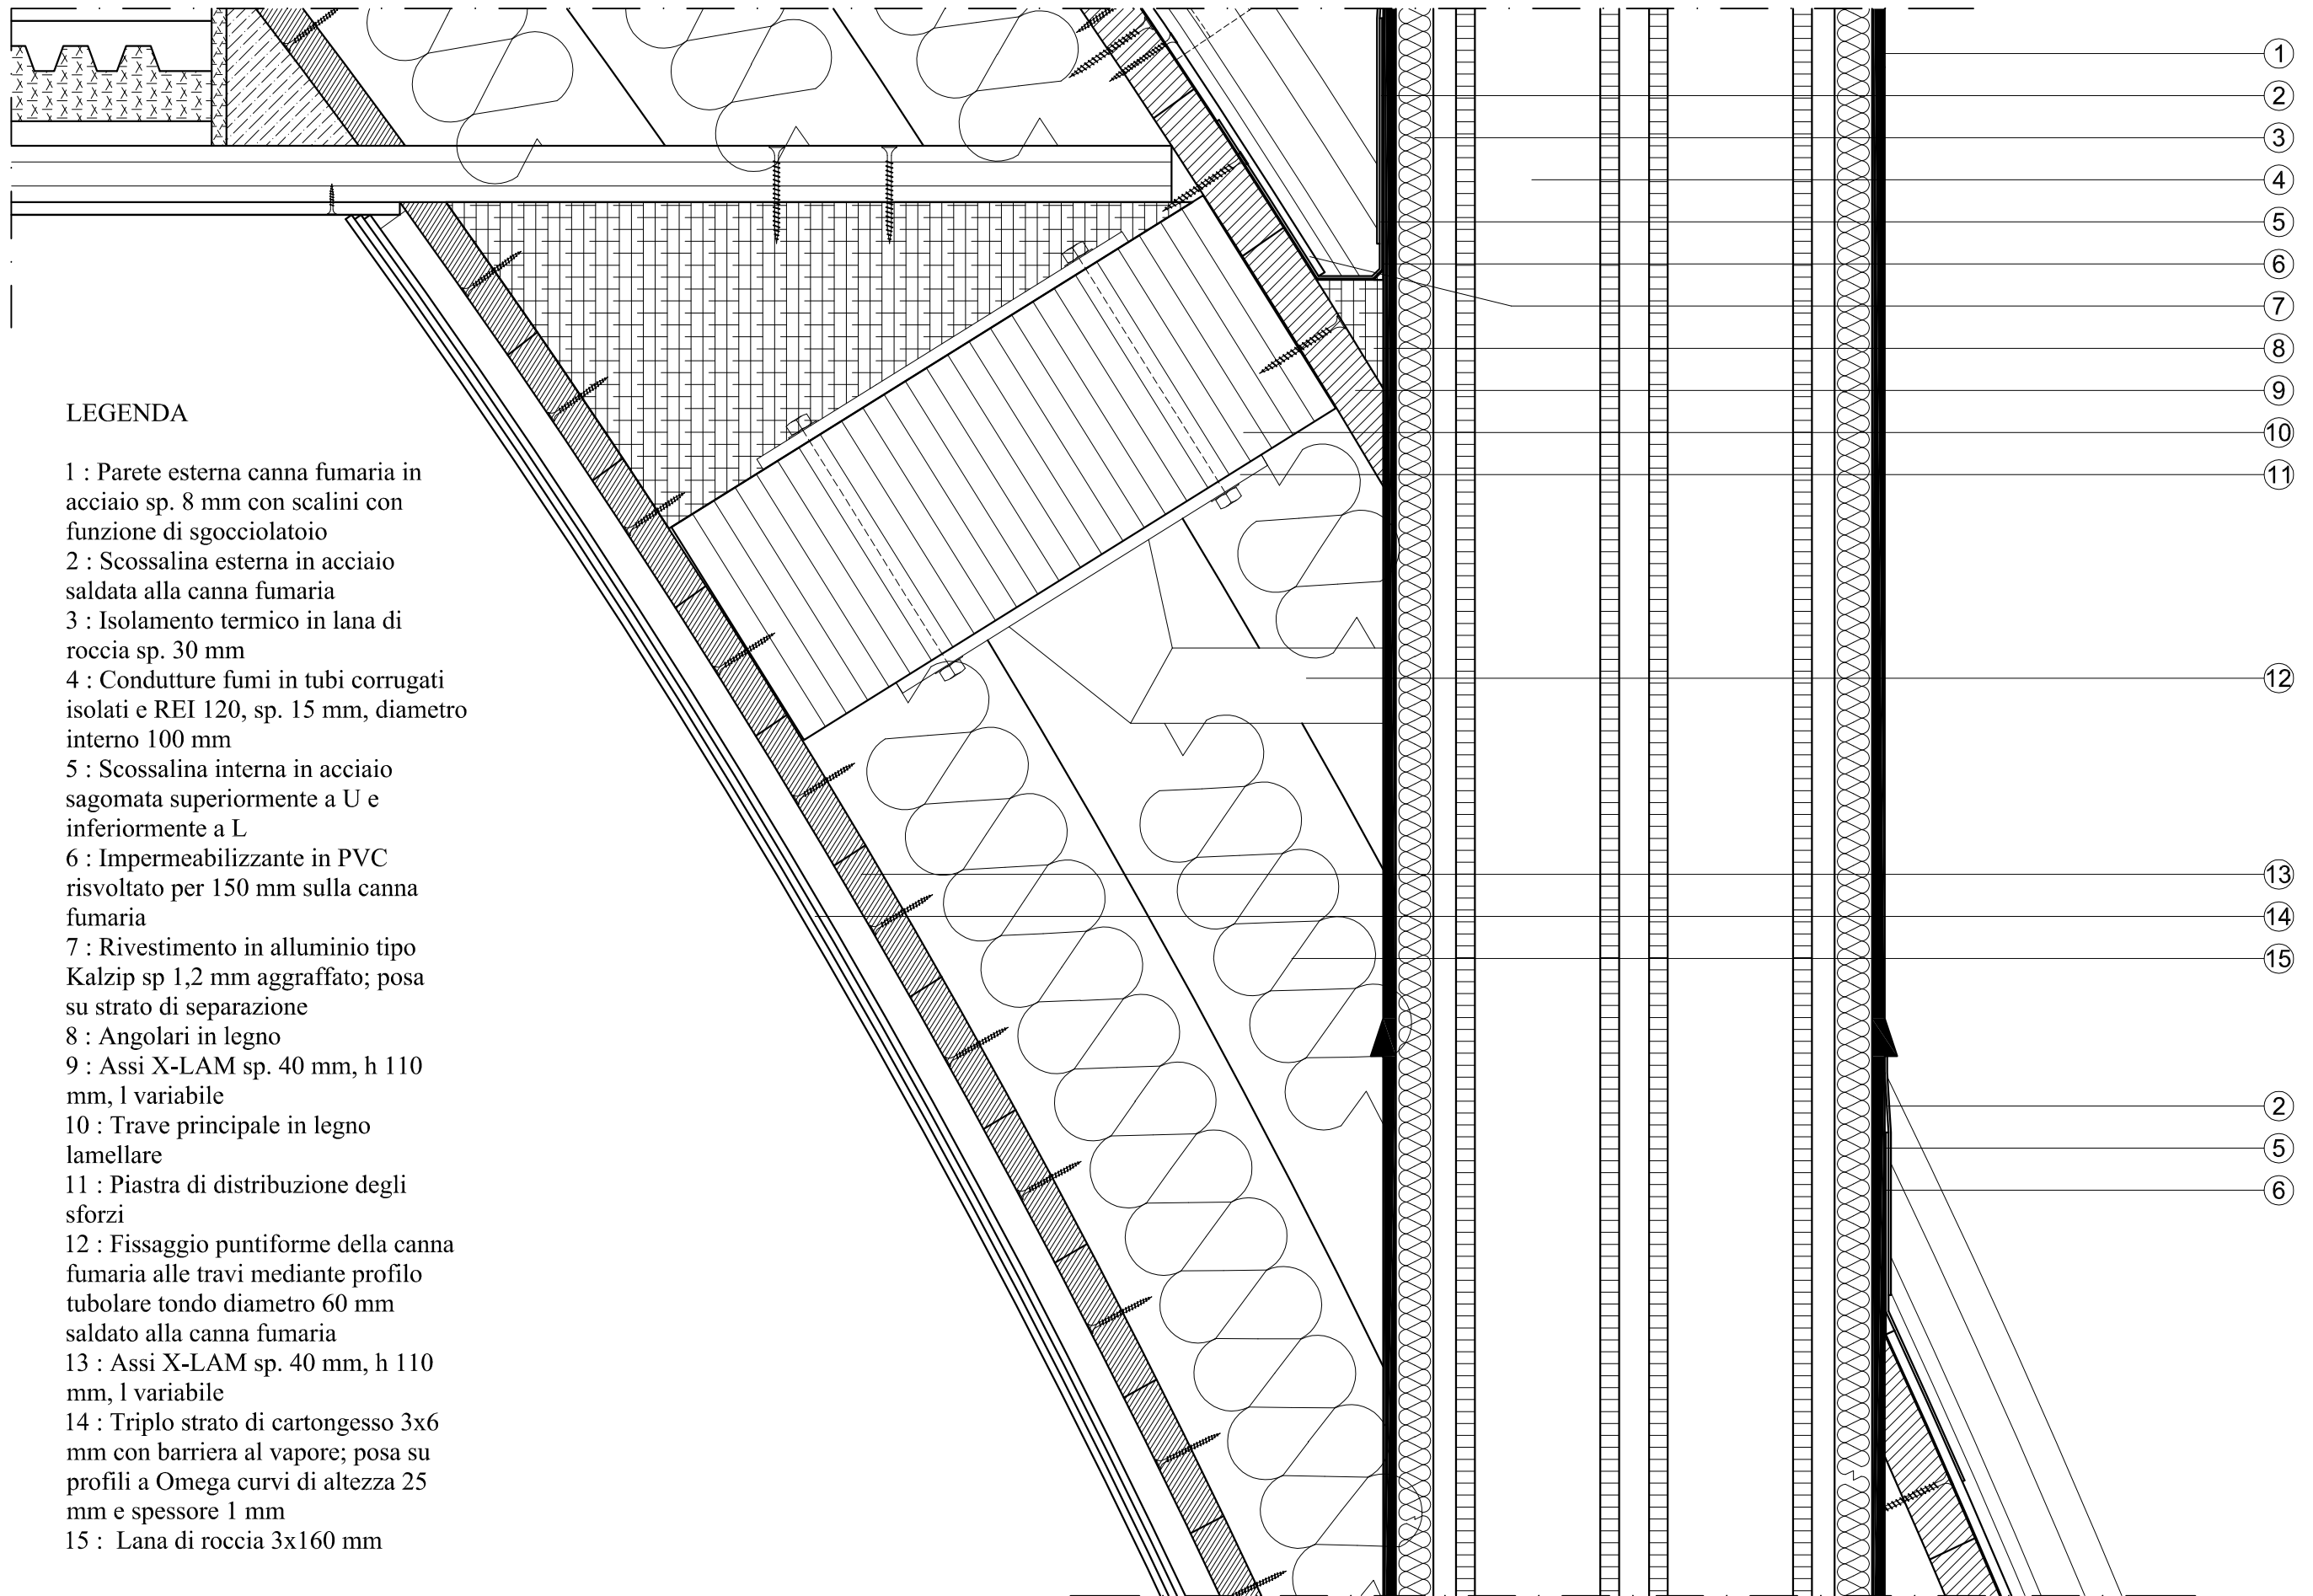 LEGENDA
1 : Parete esterna canna fumaria in
acciaio sp. 8 mm con scalini con
funzione di sgocciolatoio
2 : Scossalina esterna in acciaio
saldata alla canna fumaria
3 : Isolamento termico in lana di
roccia sp. 30 mm
4 : Condutture fumi in tubi corrugati
isolati e REI 120, sp. 15 mm, diametro
interno 100 mm
5 : Scossalina interna in acciaio
sagomata superiormente a U e
inferiormente a L
6 : Impermeabilizzante in PVC
risvoltato per 150 mm sulla canna
fumaria
7 : Rivestimento in alluminio tipo
Kalzip sp 1,2 mm aggraffato; posa
su strato di separazione
8 : Angolari in legno
9 : Assi X-LAM sp. 40 mm, h 110
mm, l variabile
10 : Trave principale in legno
lamellare
11 : Piastra di distribuzione degli
sforzi
12 : Fissaggio puntiforme della canna
fumaria alle travi mediante profilo
tubolare tondo diametro 60 mm
saldato alla canna fumaria
13 : Assi X-LAM sp. 40 mm, h 110
mm, l variabile
14 : Triplo strato di cartongesso 3x6
mm con barriera al vapore; posa su
profili a Omega curvi di altezza 25
mm e spessore 1 mm
15 : Lana di roccia 3x160 mm
1
2
3
4
5
6
7
8
9
10
11
12
13
14
15
2
5
6